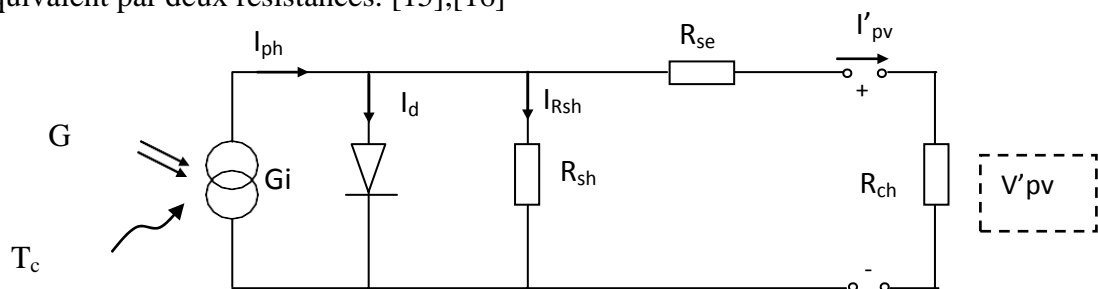 quivalent par deux résistances. [15],[16]
I'pv
Rse
Iph
+
Id
IRsh
G
Gi
Rsh
Rch
V'pv
Tc
-